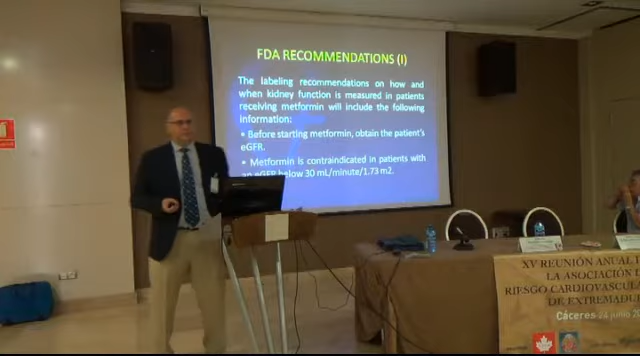 FDA RECOMMENDATIONS (I)
The labeling recommendations on how and
when kidney function is measured in patients
receiving metformin will include the following
information:
• Before starting metformin, obtain the patient's
eGFR.
• Metformin is contraindicated in patients with
an eGFR below 30 mL/minute/1.73 m2.
XV REUNIÓN ANUAL
LA ASOCIACIÓN
RIESGO CARDIOVASCULA
DE EXTREMADU
Cáceres 24 junio